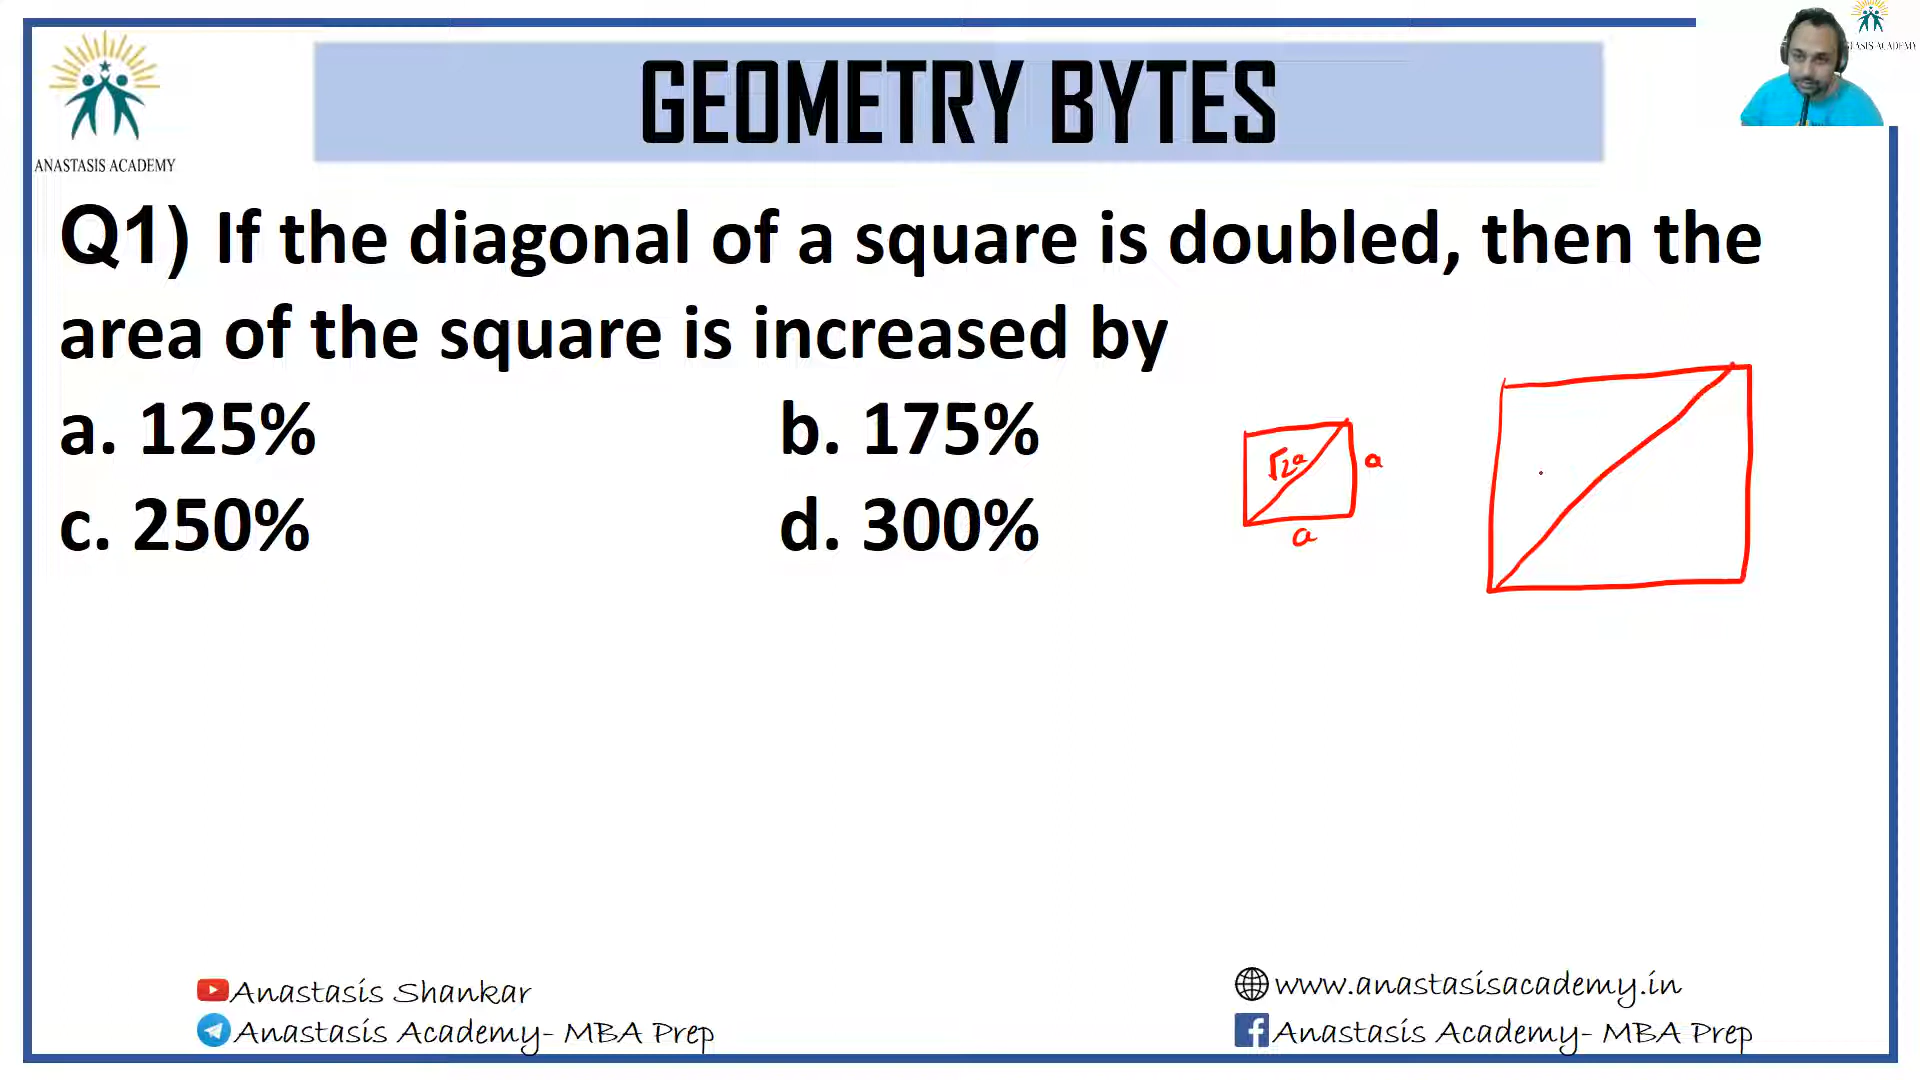 GEOMETRY BYTES
ANASTASIS ACADEMY
TASIS ACADEMY
Q1) If the diagonal of a square is doubled, then the
area of the square is increased by
a. 125% b. 175%
c. 250% d. 300%
√2a
a
a
Anastasis Shankar
Anastasis Academy- MBA Prep
www.anastasisacademy.in
Anastasis Academy- MBA Prep